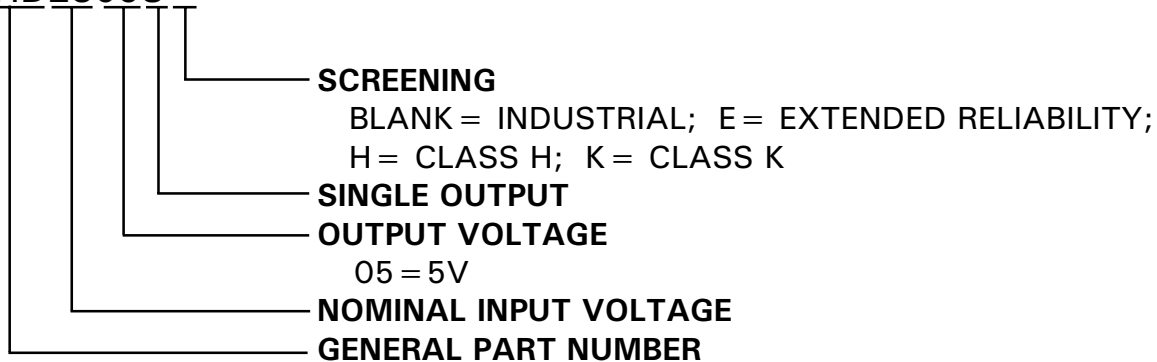 SCREENING
BLANK = INDUSTRIAL; E = EXTENDED RELIABILITY;
H = CLASS H; K = CLASS K
SINGLE OUTPUT
OUTPUT VOLTAGE
05 = 5V
NOMINAL INPUT VOLTAGE
GENERAL PART NUMBER